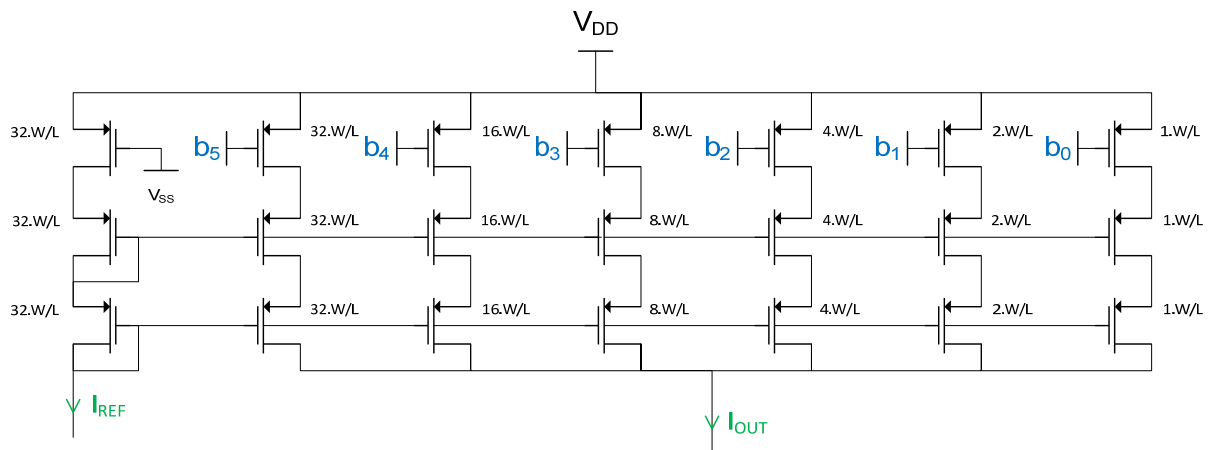 VDD
32.W/L b5 32.W/L b4 16.W/L b3 8.W/L b2 4.W/L b1 2.W/L b0 1.W/L
VSS
32.W/L 32.W/L 16.W/L 8.W/L 4.W/L 2.W/L 1.W/L
32.W/L 32.W/L 16.W/L 8.W/L 4.W/L 2.W/L 1.W/L
IREF IOUT